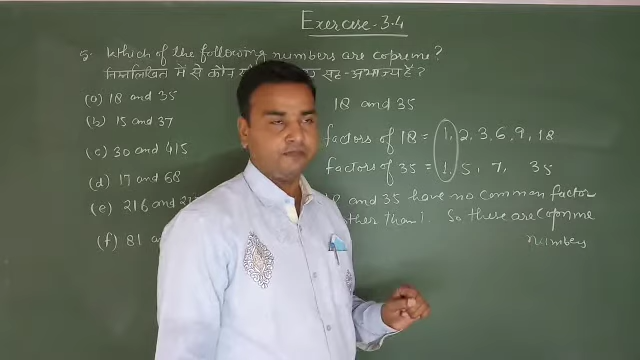 Exercise-3.4
5. Which of the following numbers are copreme?
निम्नलिखित में से कौन सह-अभाज्य हैं?
(a) 18 and 35
(b) 15 and 37
(c) 30 and 415
(d) 17 and 68
(e) 216 and
(f) 81
18 and 35
factors of 18 = 1, 2, 3, 6, 9, 18
factors of 35 = 1, 5, 7, 35
and 35 have no common factor
other than 1. So these are Copnme
numbers